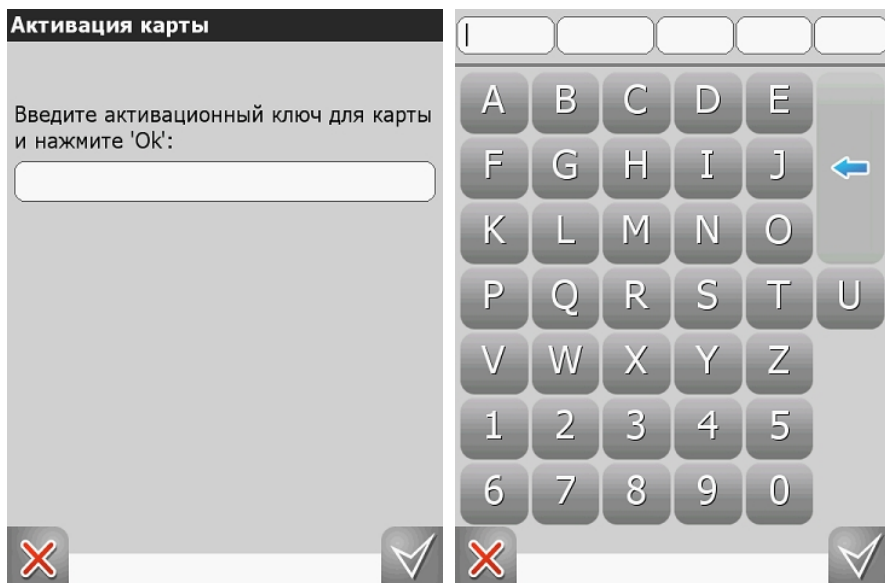 Активация карты
Введите активационный ключ для карты
и нажмите 'Ok':
A B C D E
F G H I J
K L M N O
P Q R S T U
V W X Y Z
1 2 3 4 5
6 7 8 9 0